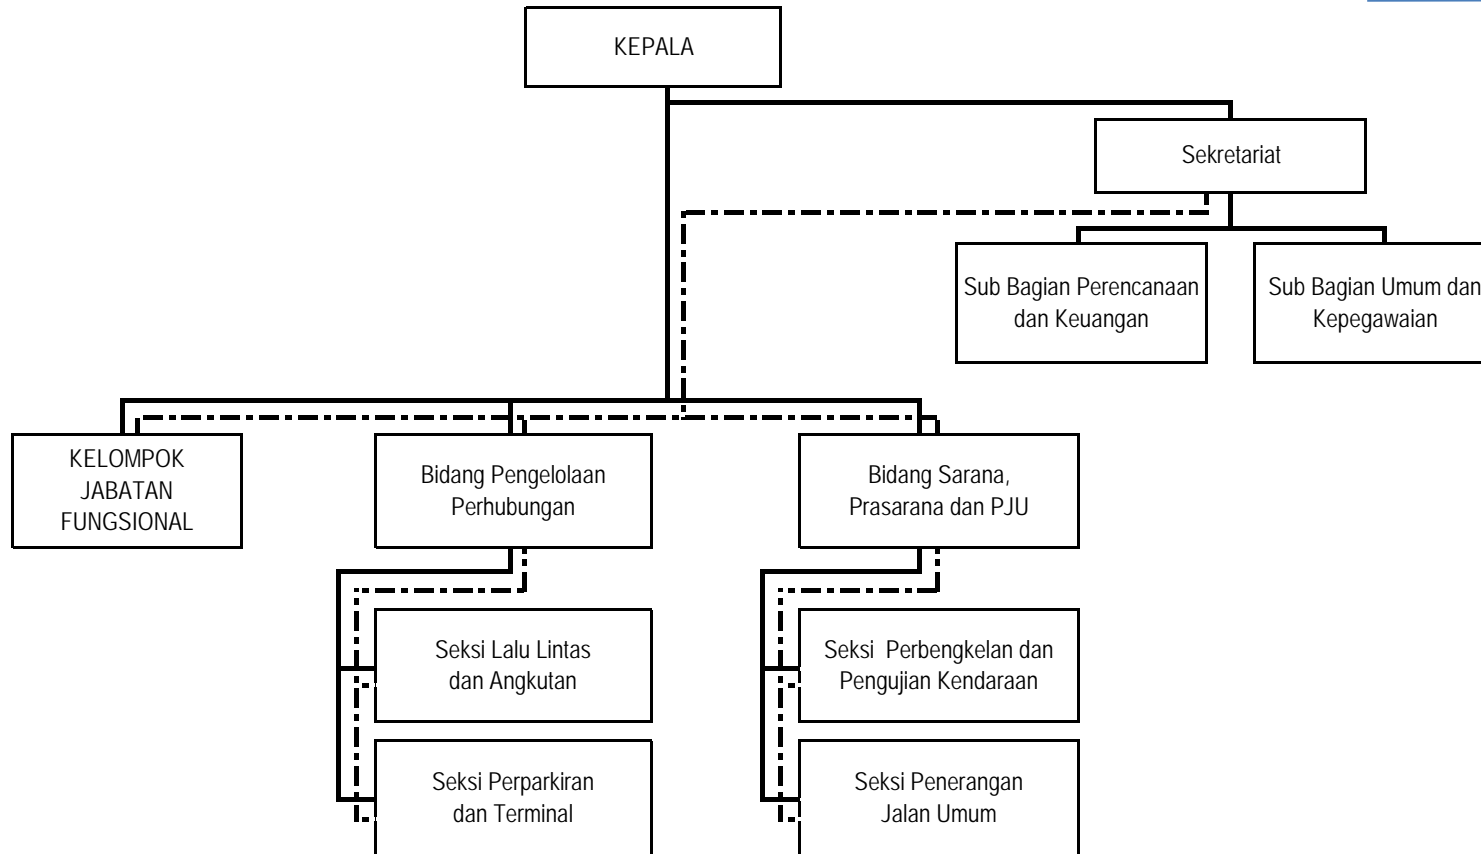 KEPALA
Sekretariat
Sub Bagian Perencanaan
dan Keuangan
Sub Bagian Umum dan
Kepegawaian
KELOMPOK
JABATAN
FUNGSIONAL
Bidang Pengelolaan
Perhubungan
Bidang Sarana,
Prasarana dan PJU
Seksi Lalu Lintas
dan Angkutan
Seksi Perbengkelan dan
Pengujian Kendaraan
Seksi Perparkiran
dan Terminal
Seksi Penerangan
Jalan Umum